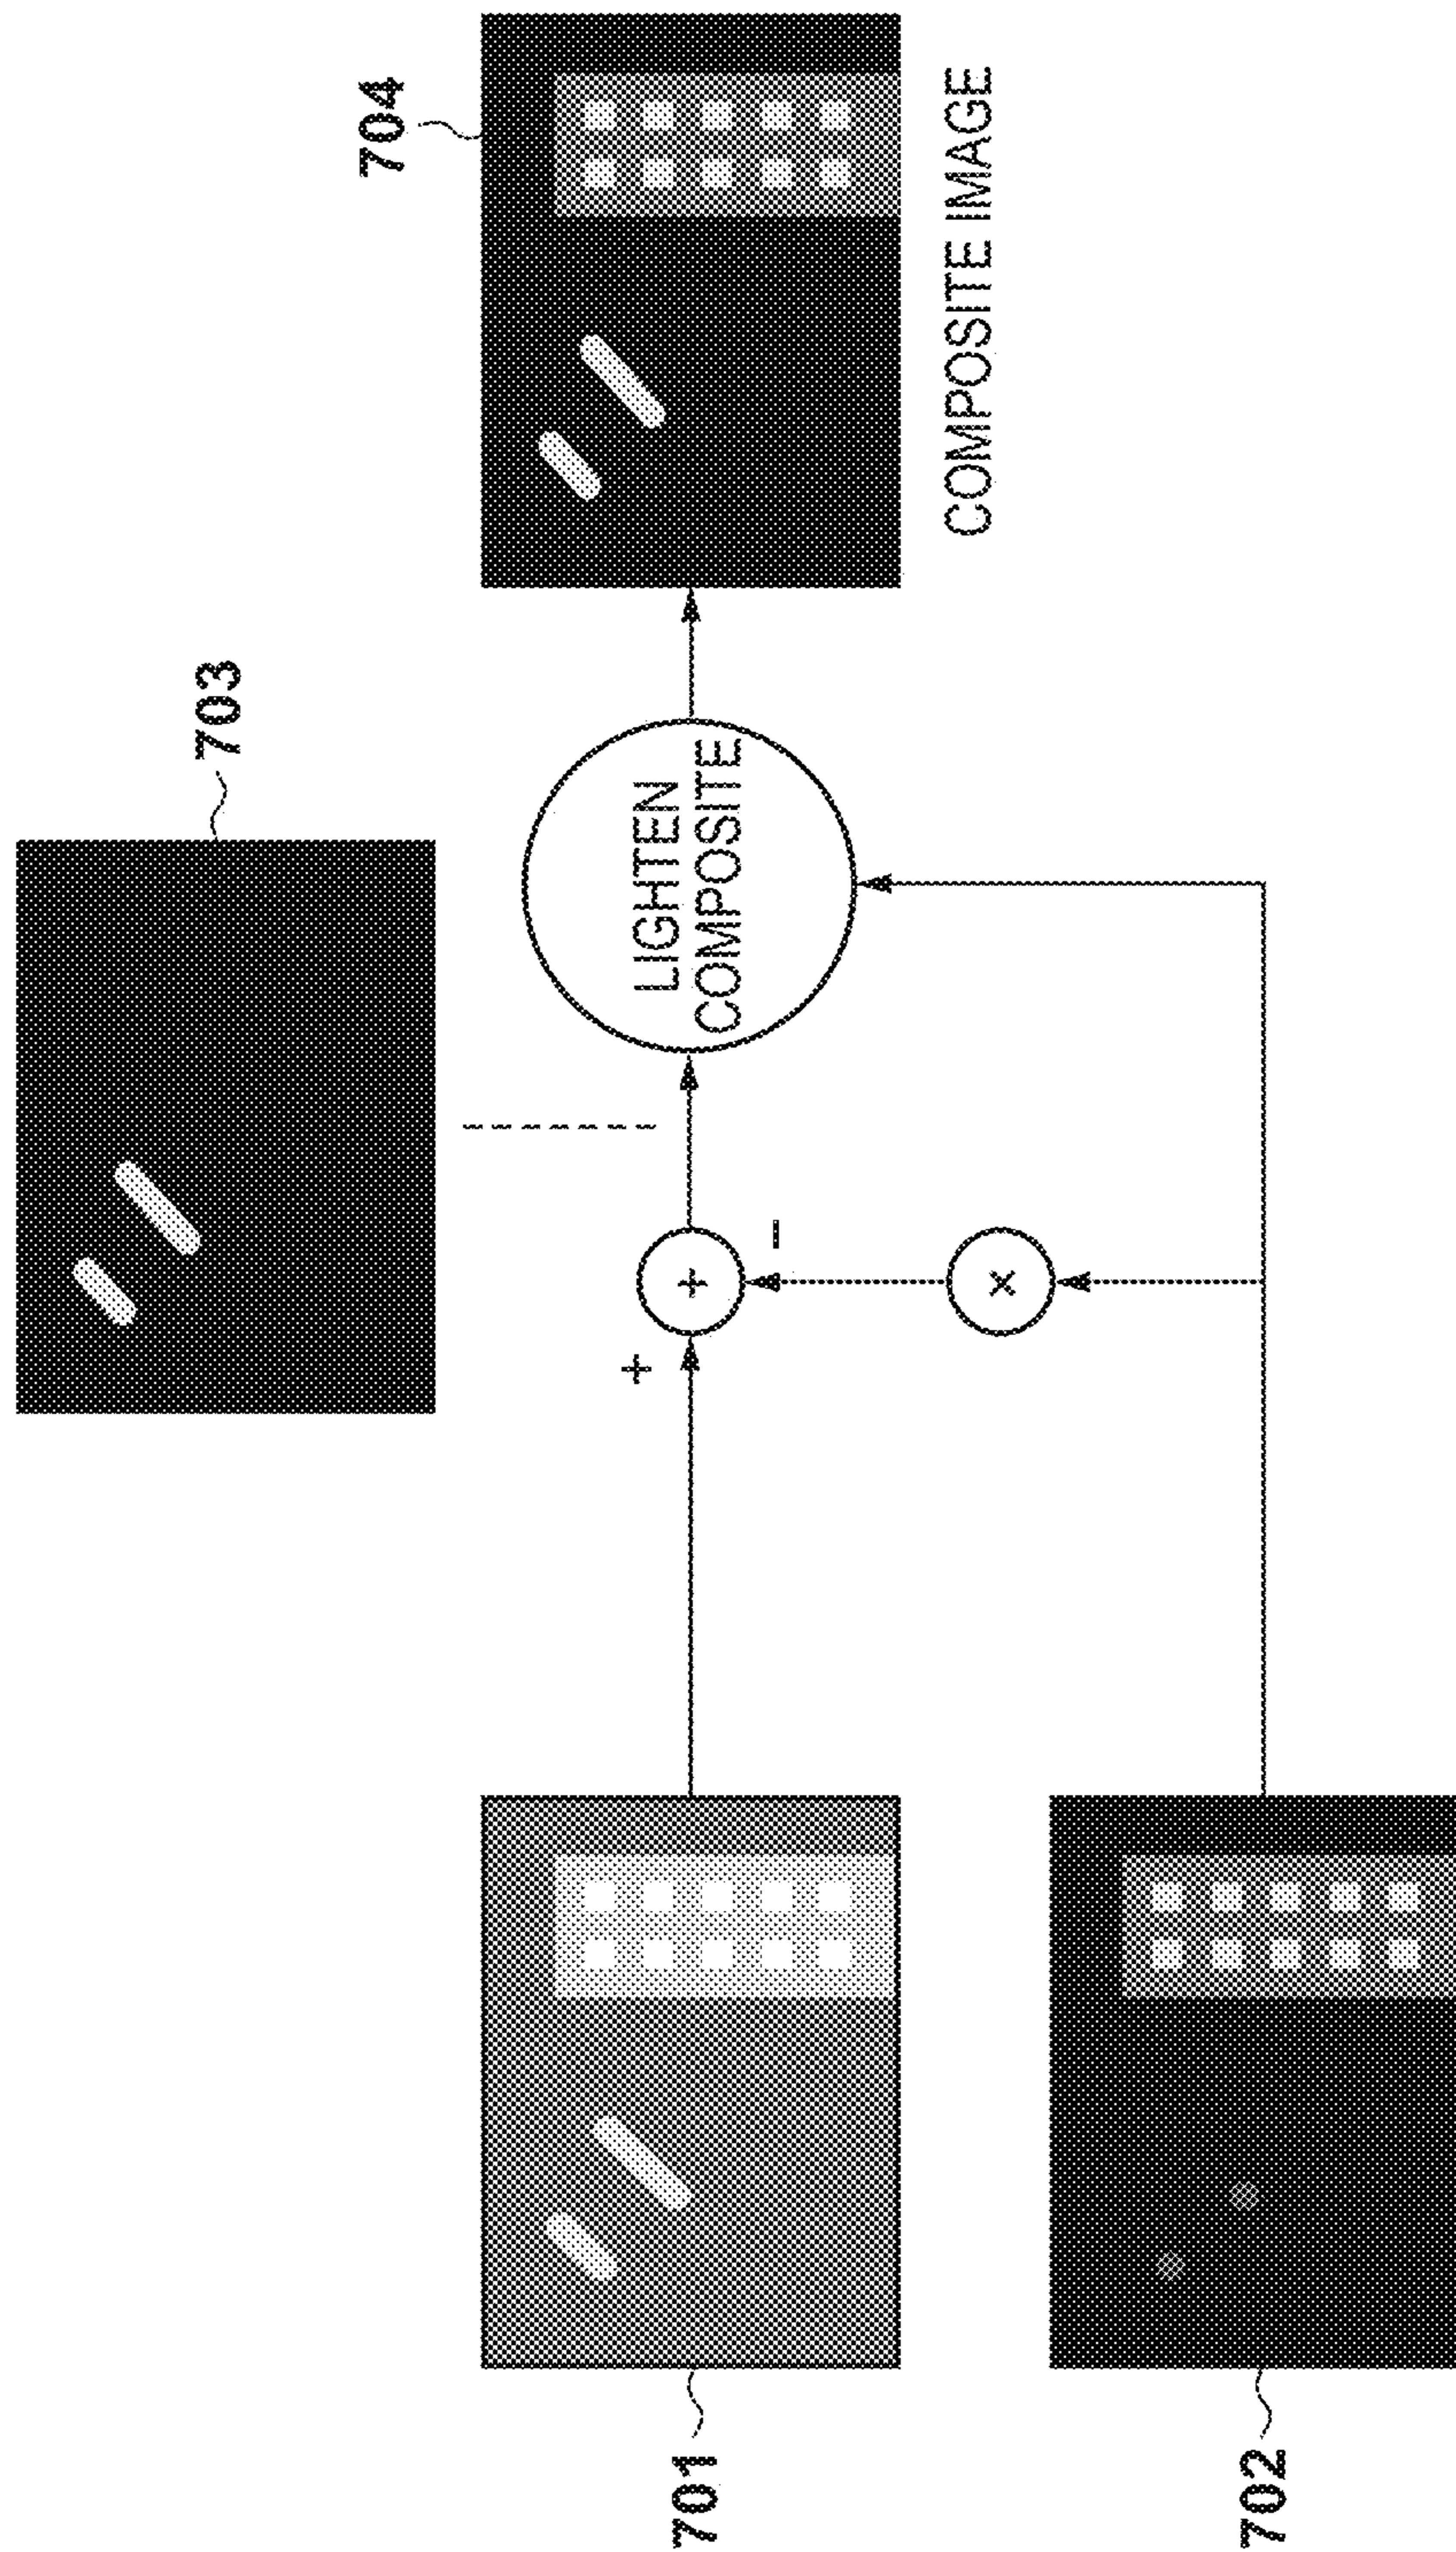 703
704
701
+
+
LIGHTEN
COMPOSITE
-
×
COMPOSITE IMAGE
702